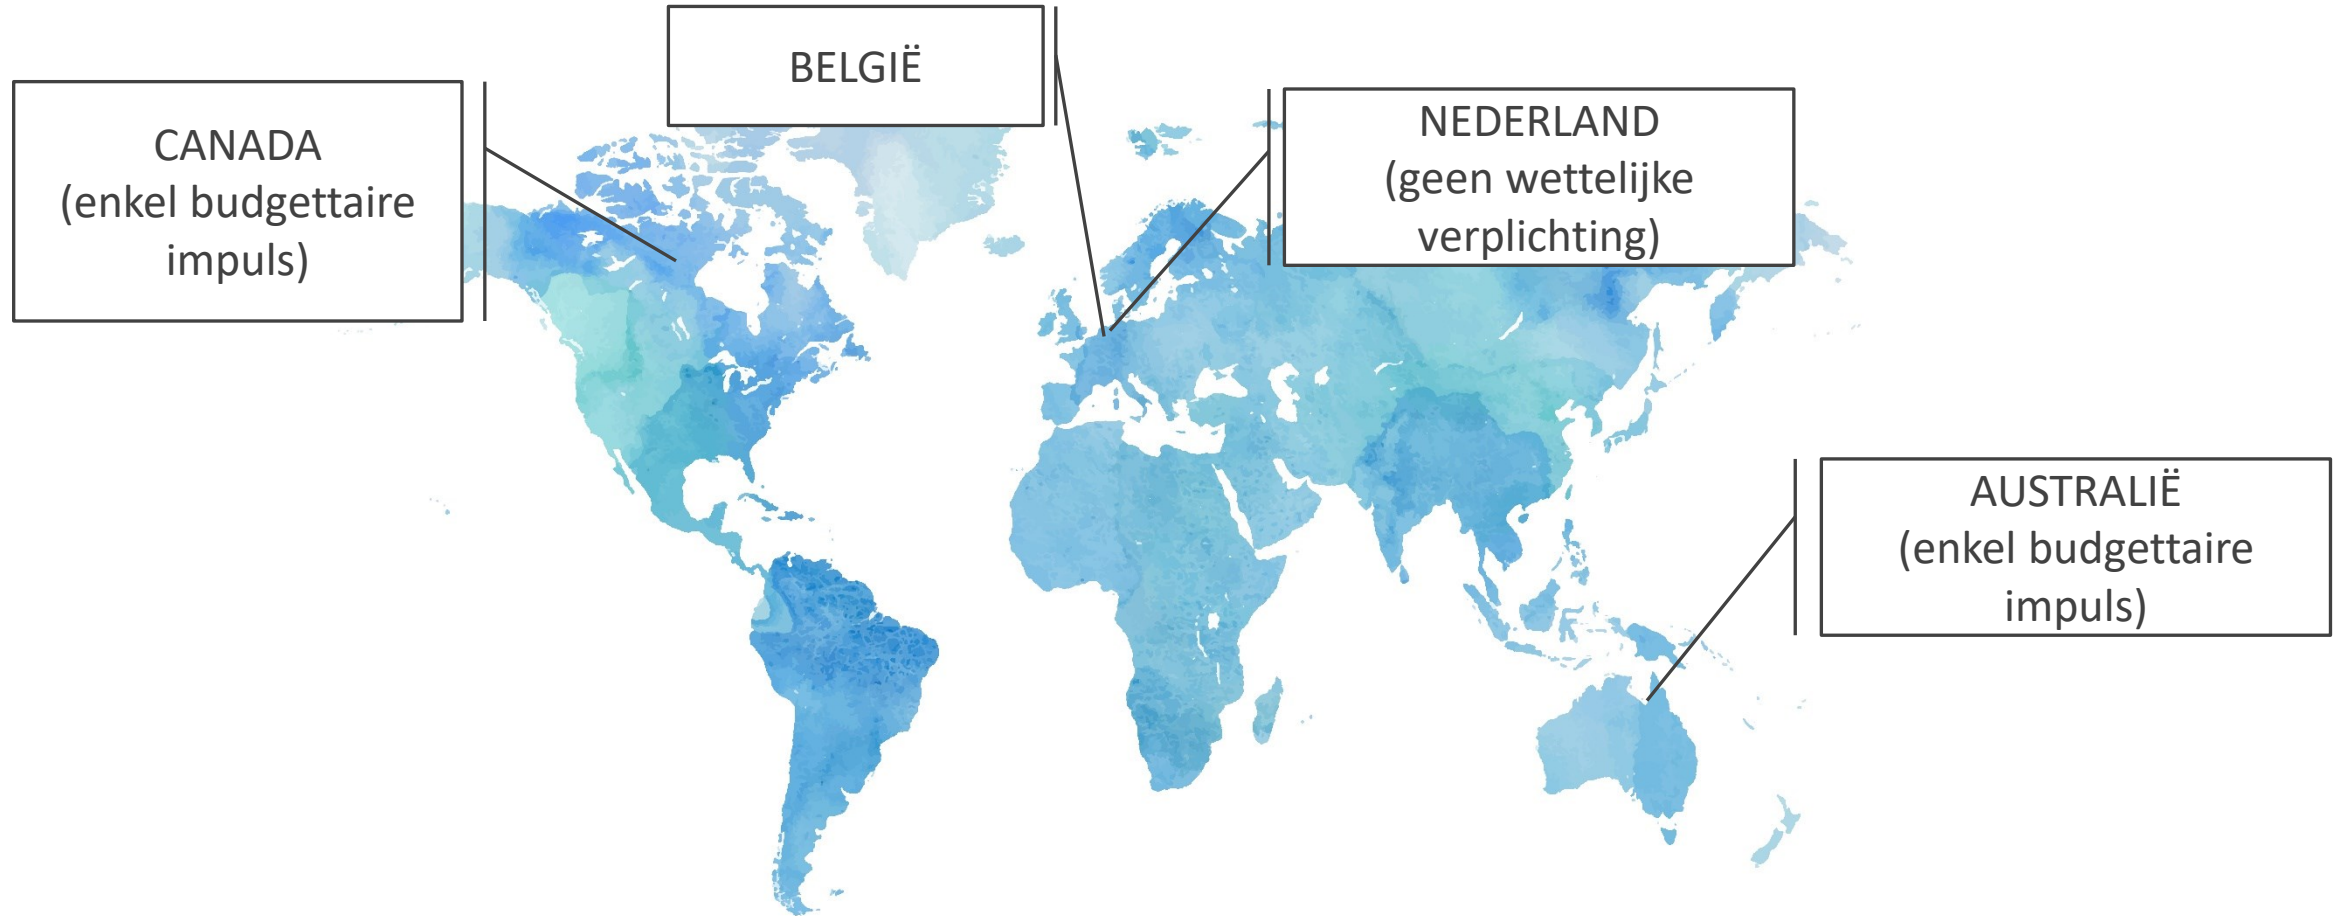 BELGIË
CANADA
(enkel budgettaire
impuls)
NEDERLAND
(geen wettelijke
verplichting)
AUSTRALIË
(enkel budgettaire
impuls)